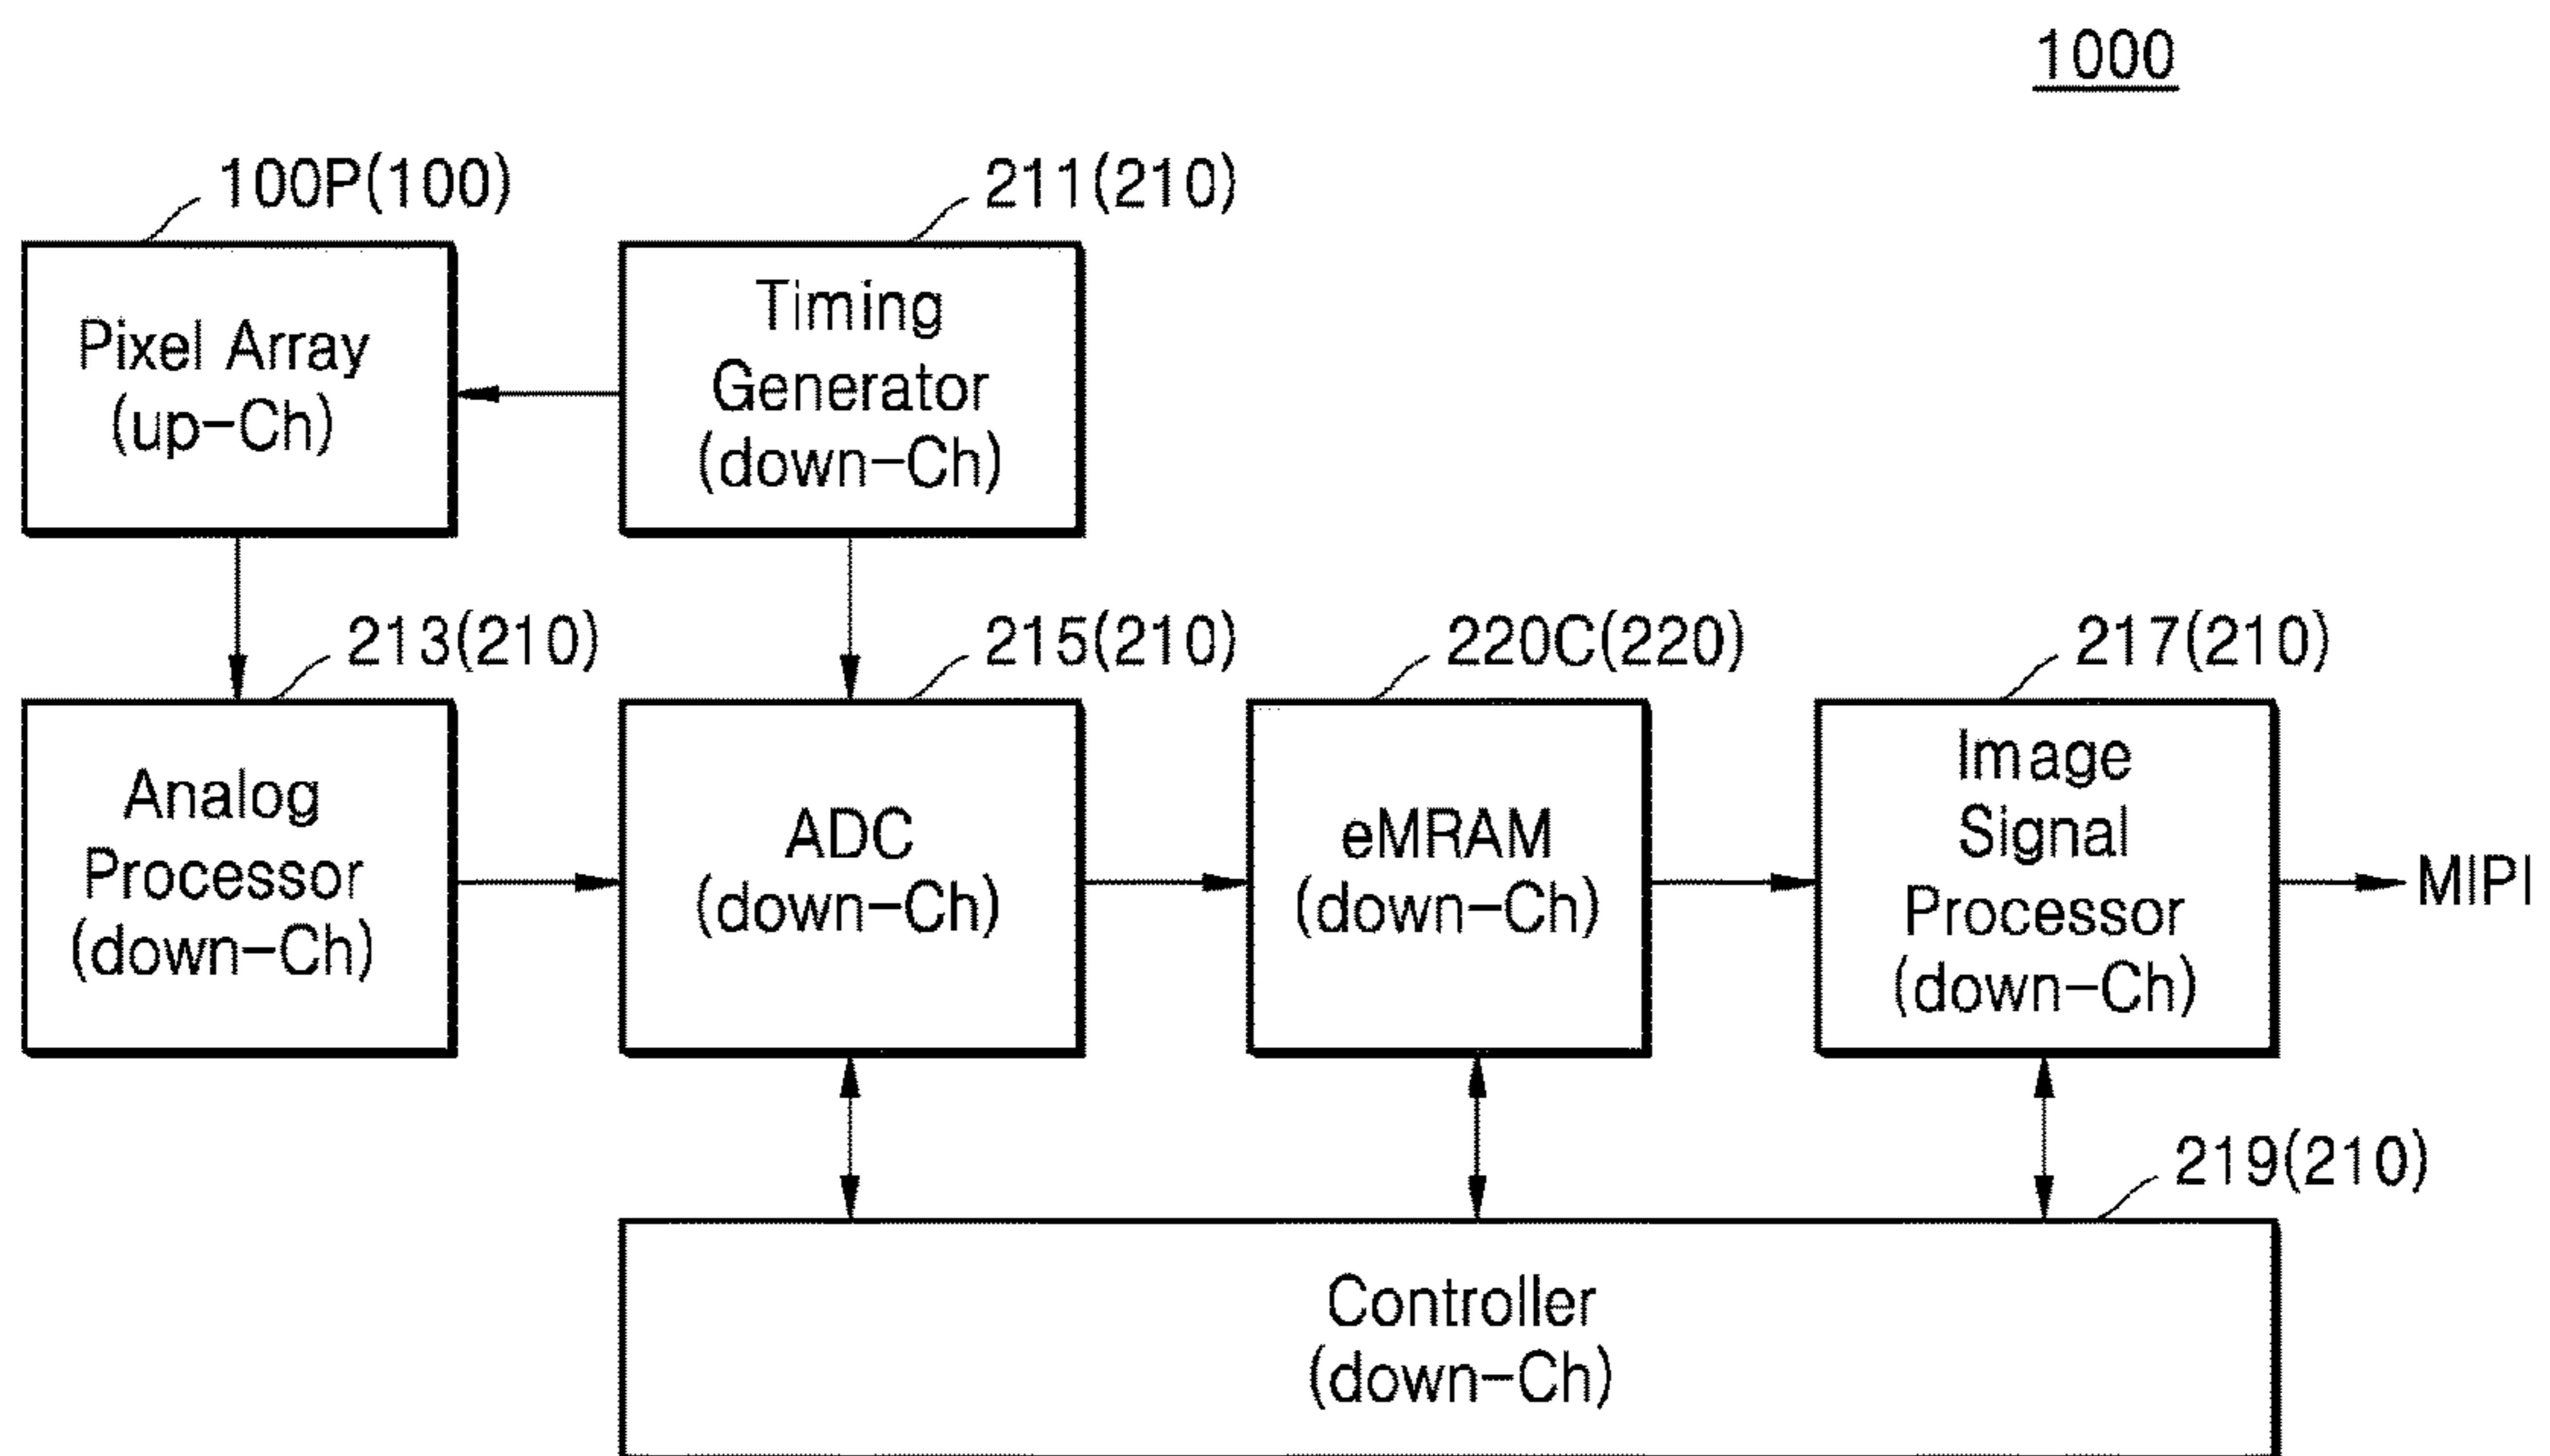 1000
100P(100)
211(210)
Pixel Array
(up-Ch)
Timing
Generator
(down-Ch)
213(210)
215(210)
220C(220)
217(210)
Analog
Processor
(down-Ch)
ADC
(down-Ch)
eMRAM
(down-Ch)
Image
Signal
Processor
(down-Ch)
MIPI
219(210)
Controller
(down-Ch)